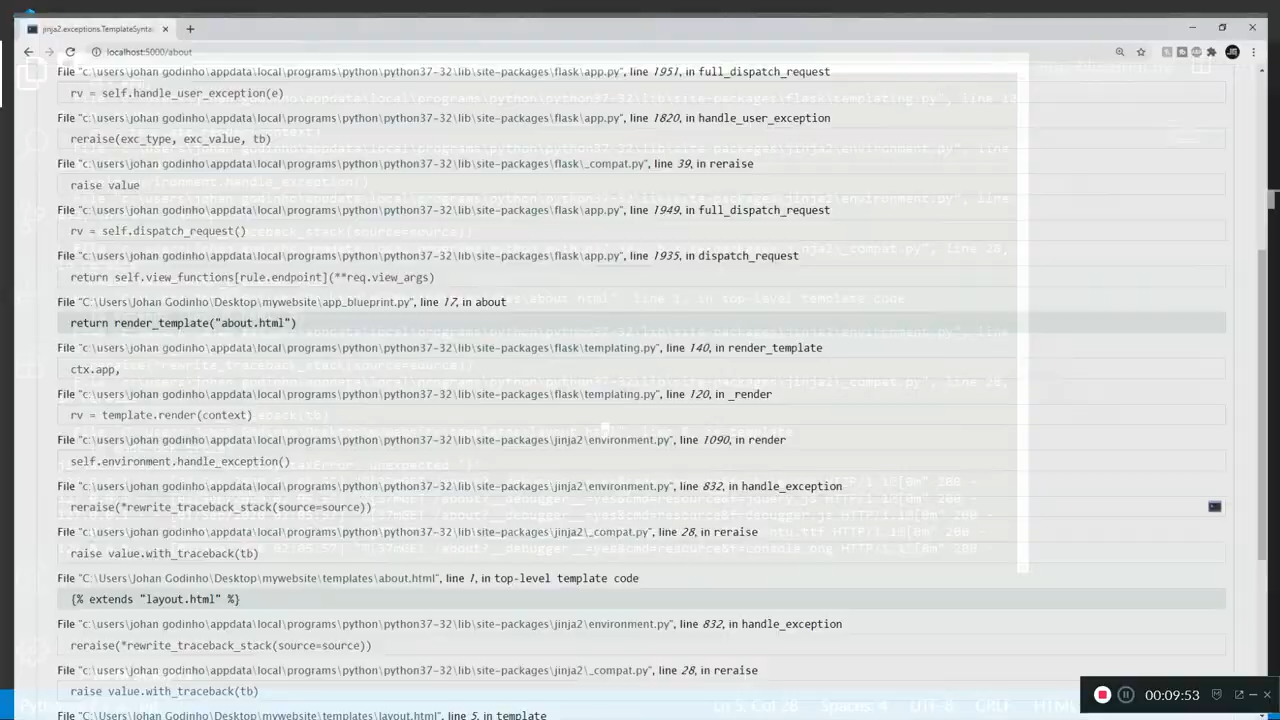 jinja2.exceptions.TemplateSynta
localhost:5000/about
File "c:\users\johan godinho\appdata\local\programs\python\python37-32\lib\site-packages\flask\app.py", line 1951, in full_dispatch_request
rv = self.handle_user_exception(e)
File "c:\users\johan godinho\appdata\local\programs\python\python37-32\lib\site-packages\flask\app.py", line 1820, in handle_user_exception
reraise(exc_type, exc_value, tb)
File "c:\users\johan godinho\appdata\local\programs\python\python37-32\lib\site-packages\flask\_compat.py", line 39, in reraise
raise value
File "c:\users\johan godinho\appdata\local\programs\python\python37-32\lib\site-packages\flask\app.py", line 1949, in full_dispatch_request
rv = self.dispatch_request()
File "c:\users\johan godinho\appdata\local\programs\python\python37-32\lib\site-packages\flask\app.py", line 1935, in dispatch_request
return self.view_functions[rule.endpoint](**req.view_args)
File "C:\Users\Johan Godinho\Desktop\mywebsite\app_blueprint.py", line 17, in about
return render_template("about.html")
File "c:\users\johan godinho\appdata\local\programs\python\python37-32\lib\site-packages\flask\templating.py", line 140, in render_template
ctx.app,
File "c:\users\johan godinho\appdata\local\programs\python\python37-32\lib\site-packages\flask\templating.py", line 120, in _render
rv = template.render(context)
File "c:\users\johan godinho\appdata\local\programs\python\python37-32\lib\site-packages\jinja2\environment.py", line 1090, in render
self.environment.handle_exception()
File "c:\users\johan godinho\appdata\local\programs\python\python37-32\lib\site-packages\jinja2\environment.py", line 832, in handle_exception
reraise(*rewrite_traceback_stack(source=source))
File "c:\users\johan godinho\appdata\local\programs\python\python37-32\lib\site-packages\jinja2\_compat.py", line 28, in reraise
raise value.with_traceback(tb)
File "C:\Users\Johan Godinho\Desktop\mywebsite\templates\about.html", line 1, in top-level template code
{% extends "layout.html" %}
File "c:\users\johan godinho\appdata\local\programs\python\python37-32\lib\site-packages\jinja2\environment.py", line 832, in handle_exception
reraise(*rewrite_traceback_stack(source=source))
File "c:\users\johan godinho\appdata\local\programs\python\python37-32\lib\site-packages\jinja2\_compat.py", line 28, in reraise
raise value.with_traceback(tb)
File "C:\Users\Johan Godinho\Desktop\mywebsite\templates\layout.html", line 5, in template
Ln 5, Col 28 Spaces: 4 UTF-8 CRLF
00:09:53